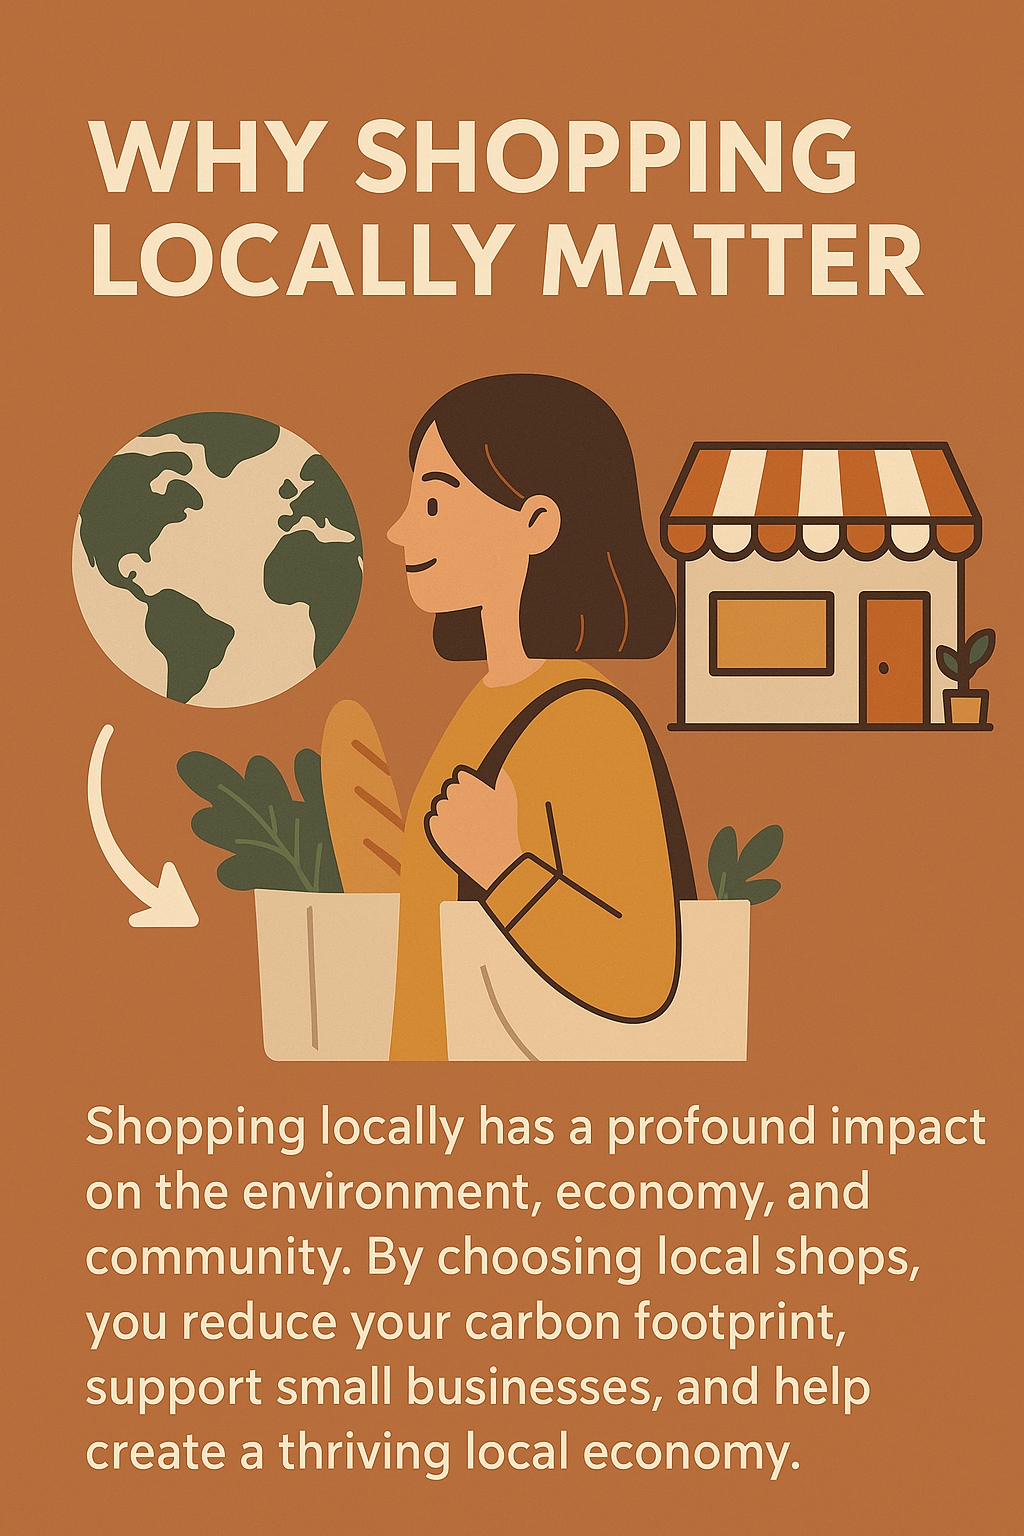 WHY SHOPPING
LOCALLY MATTER
Shopping locally has a profound impact
on the environment, economy, and
community. By choosing local shops,
you reduce your carbon footprint,
support small businesses, and help
create a thriving local economy.